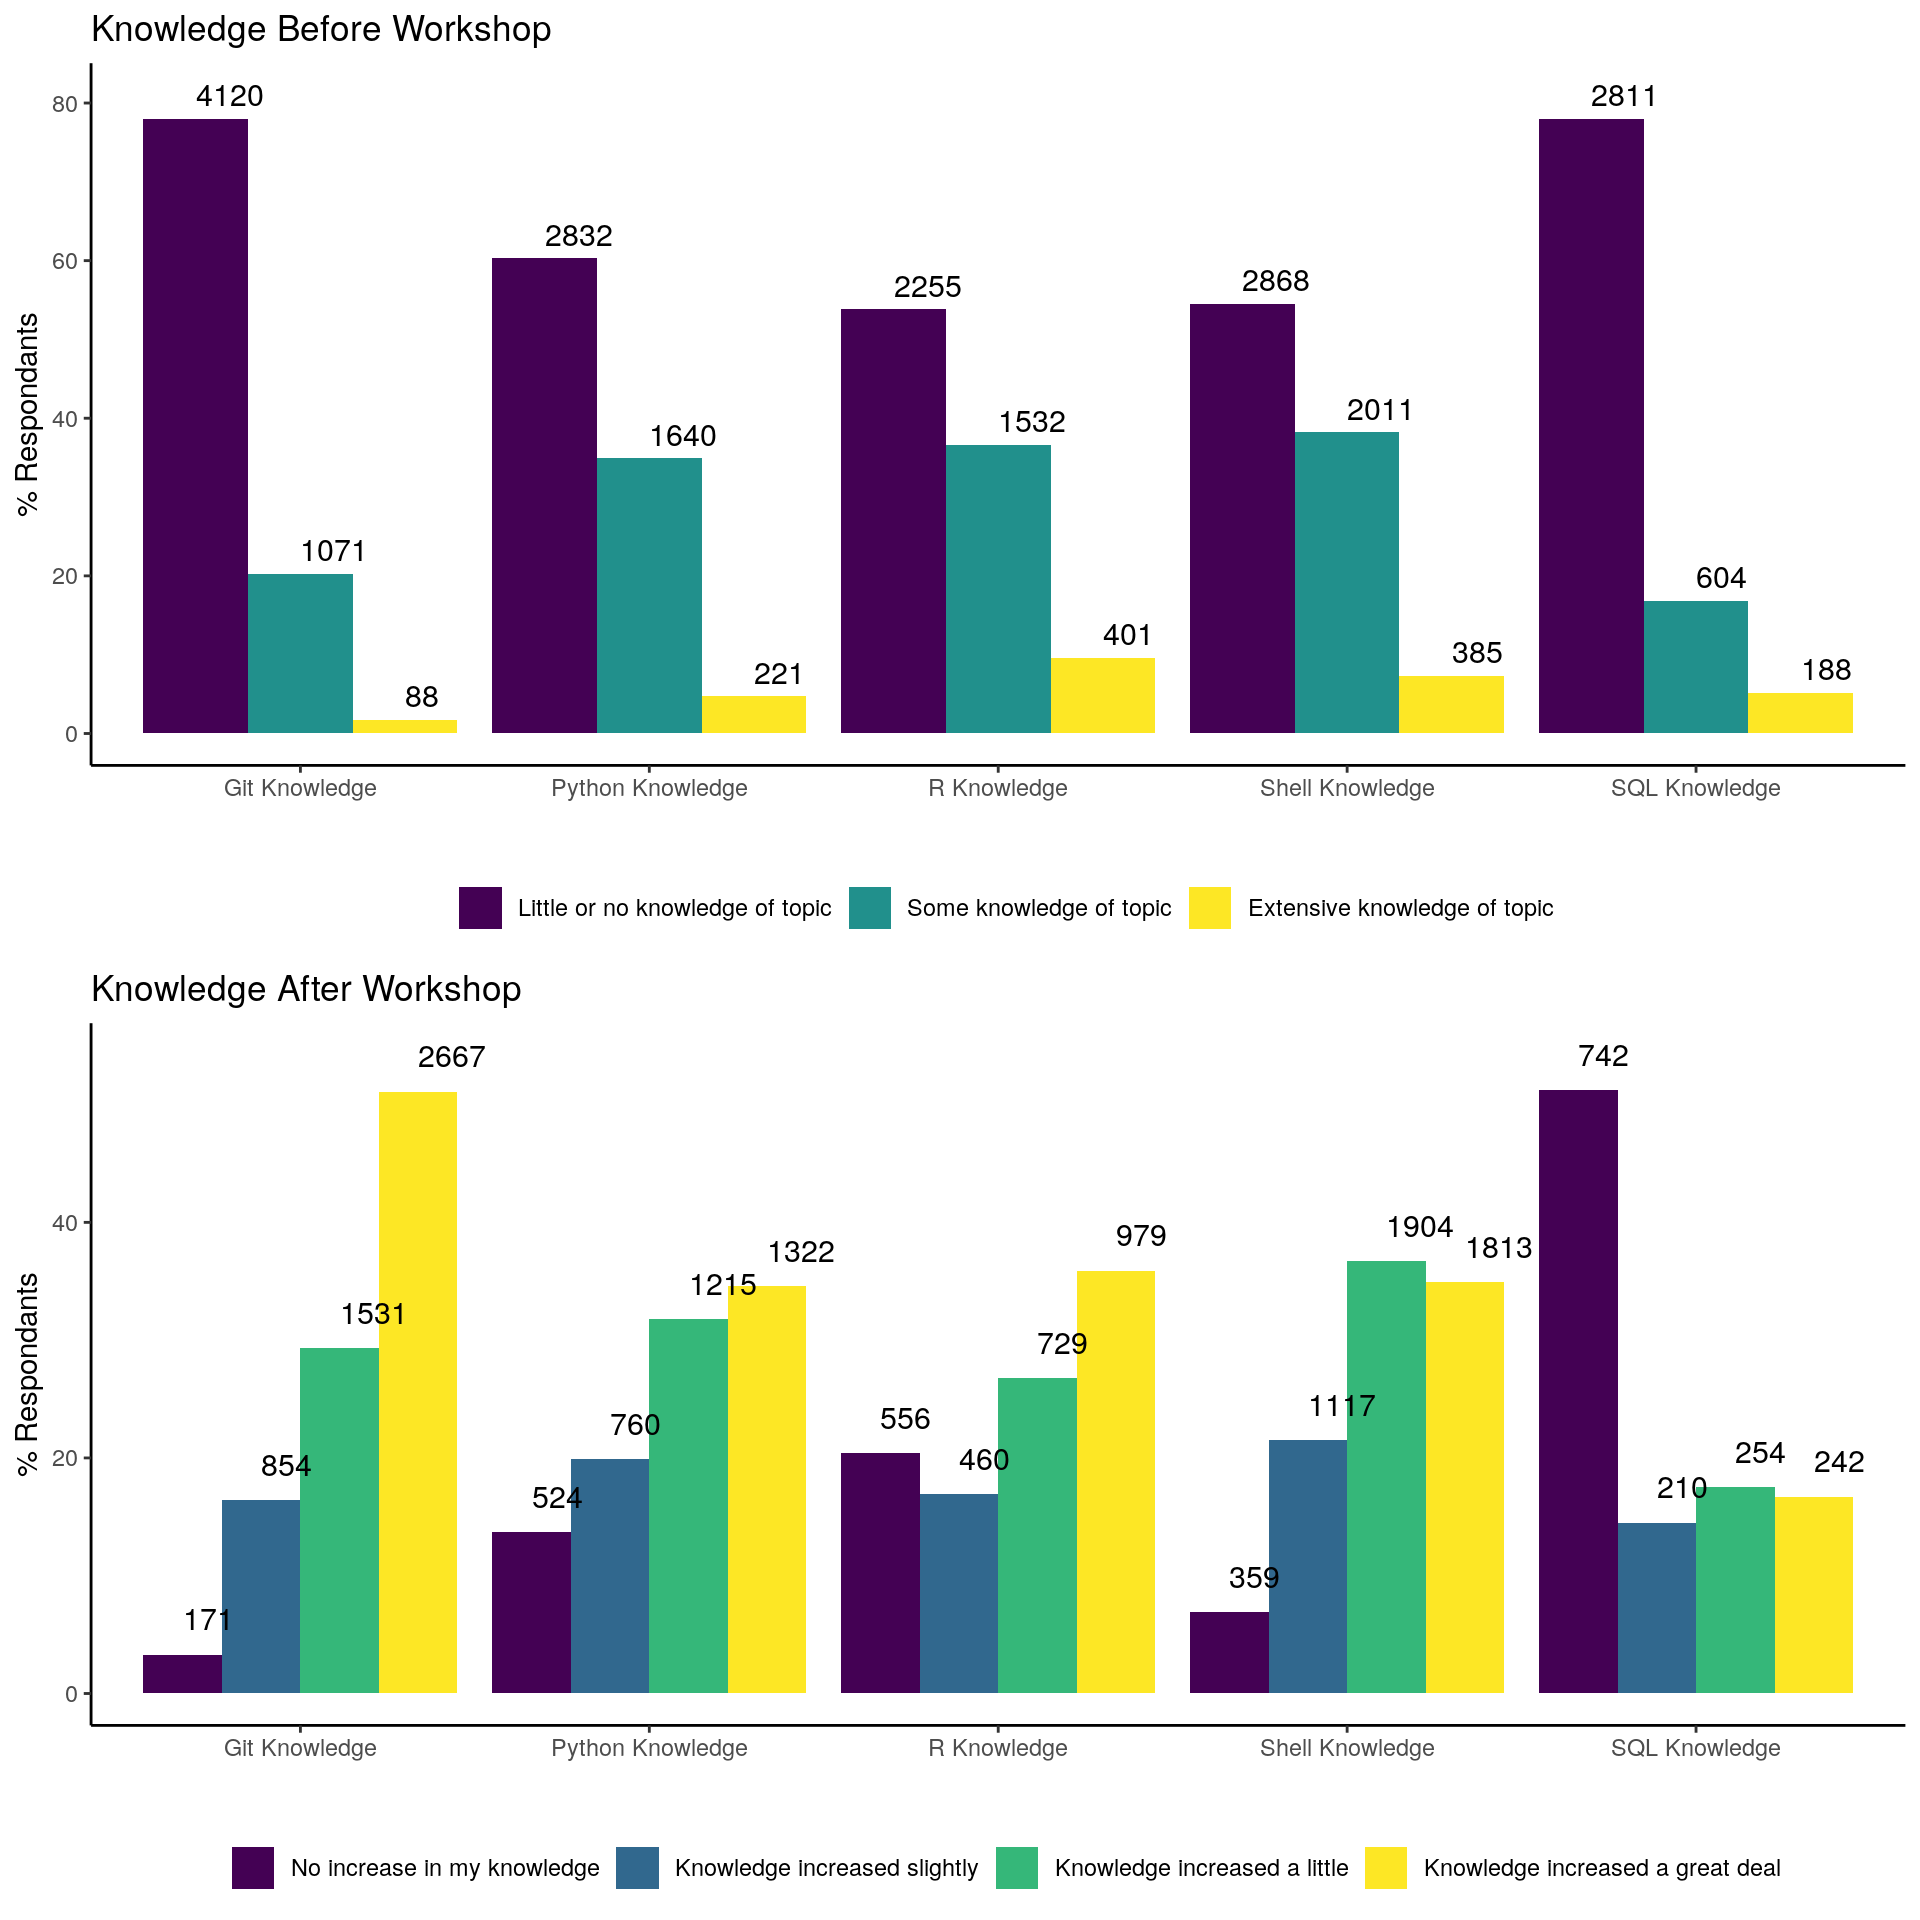 Knowledge Before Workshop
% Respondants
80
60
40
20
0
4120
1071
88
2832
1640
221
2255
1532
401
2868
2011
385
2811
604
188
Git Knowledge
Python Knowledge
R Knowledge
Shell Knowledge
SQL Knowledge
Little or no knowledge of topic
Some knowledge of topic
Extensive knowledge of topic
Knowledge After Workshop
% Respondants
40
20
0
171
854
1531
2667
524
760
1215
1322
556
460
729
979
359
1117
1904
1813
742
210
254
242
Git Knowledge
Python Knowledge
R Knowledge
Shell Knowledge
SQL Knowledge
No increase in my knowledge
Knowledge increased slightly
Knowledge increased a little
Knowledge increased a great deal